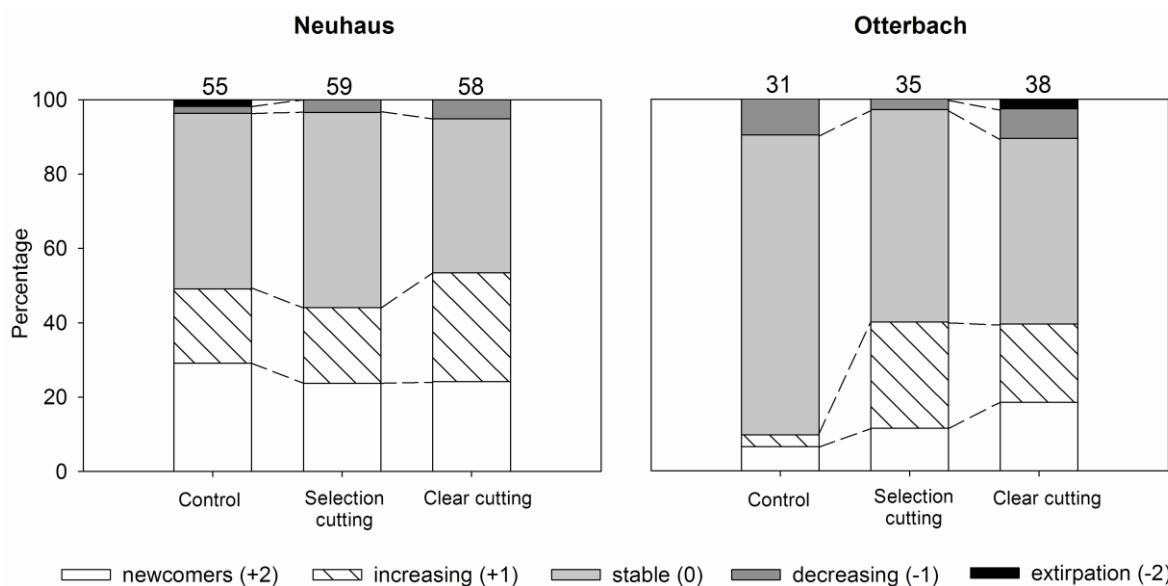 Neuhaus
Otterbach
55
59
58
31
35
38
100
80
60
40
20
0
Percentage
Control
Selection
cutting
Clear cutting
Control
Selection
cutting
Clear cutting
newcomers (+2)
increasing (+1)
stable (0)
decreasing (-1)
extirpation (-2)